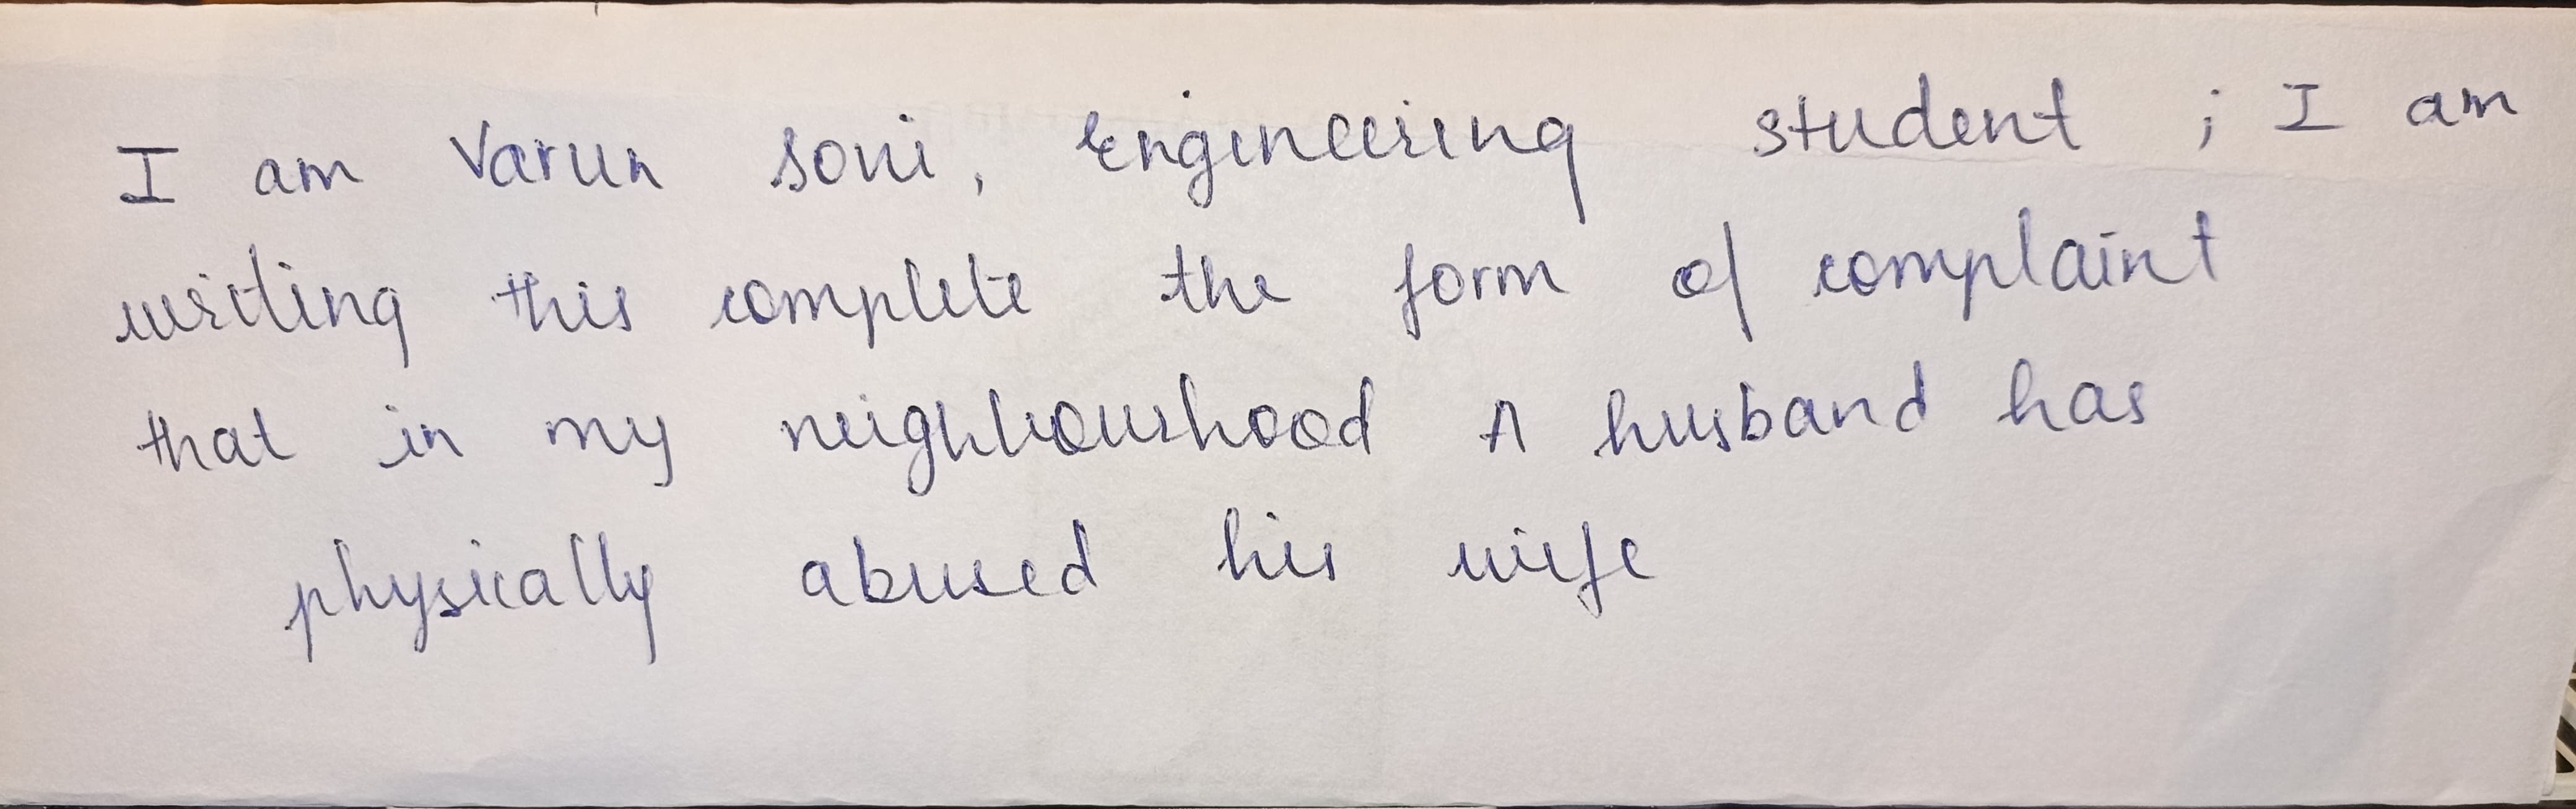 I am Varun Soni, Engineering student ; I am
writing this complete the form of complaint
that in my neighbourhood A husband has
physically abused his wife